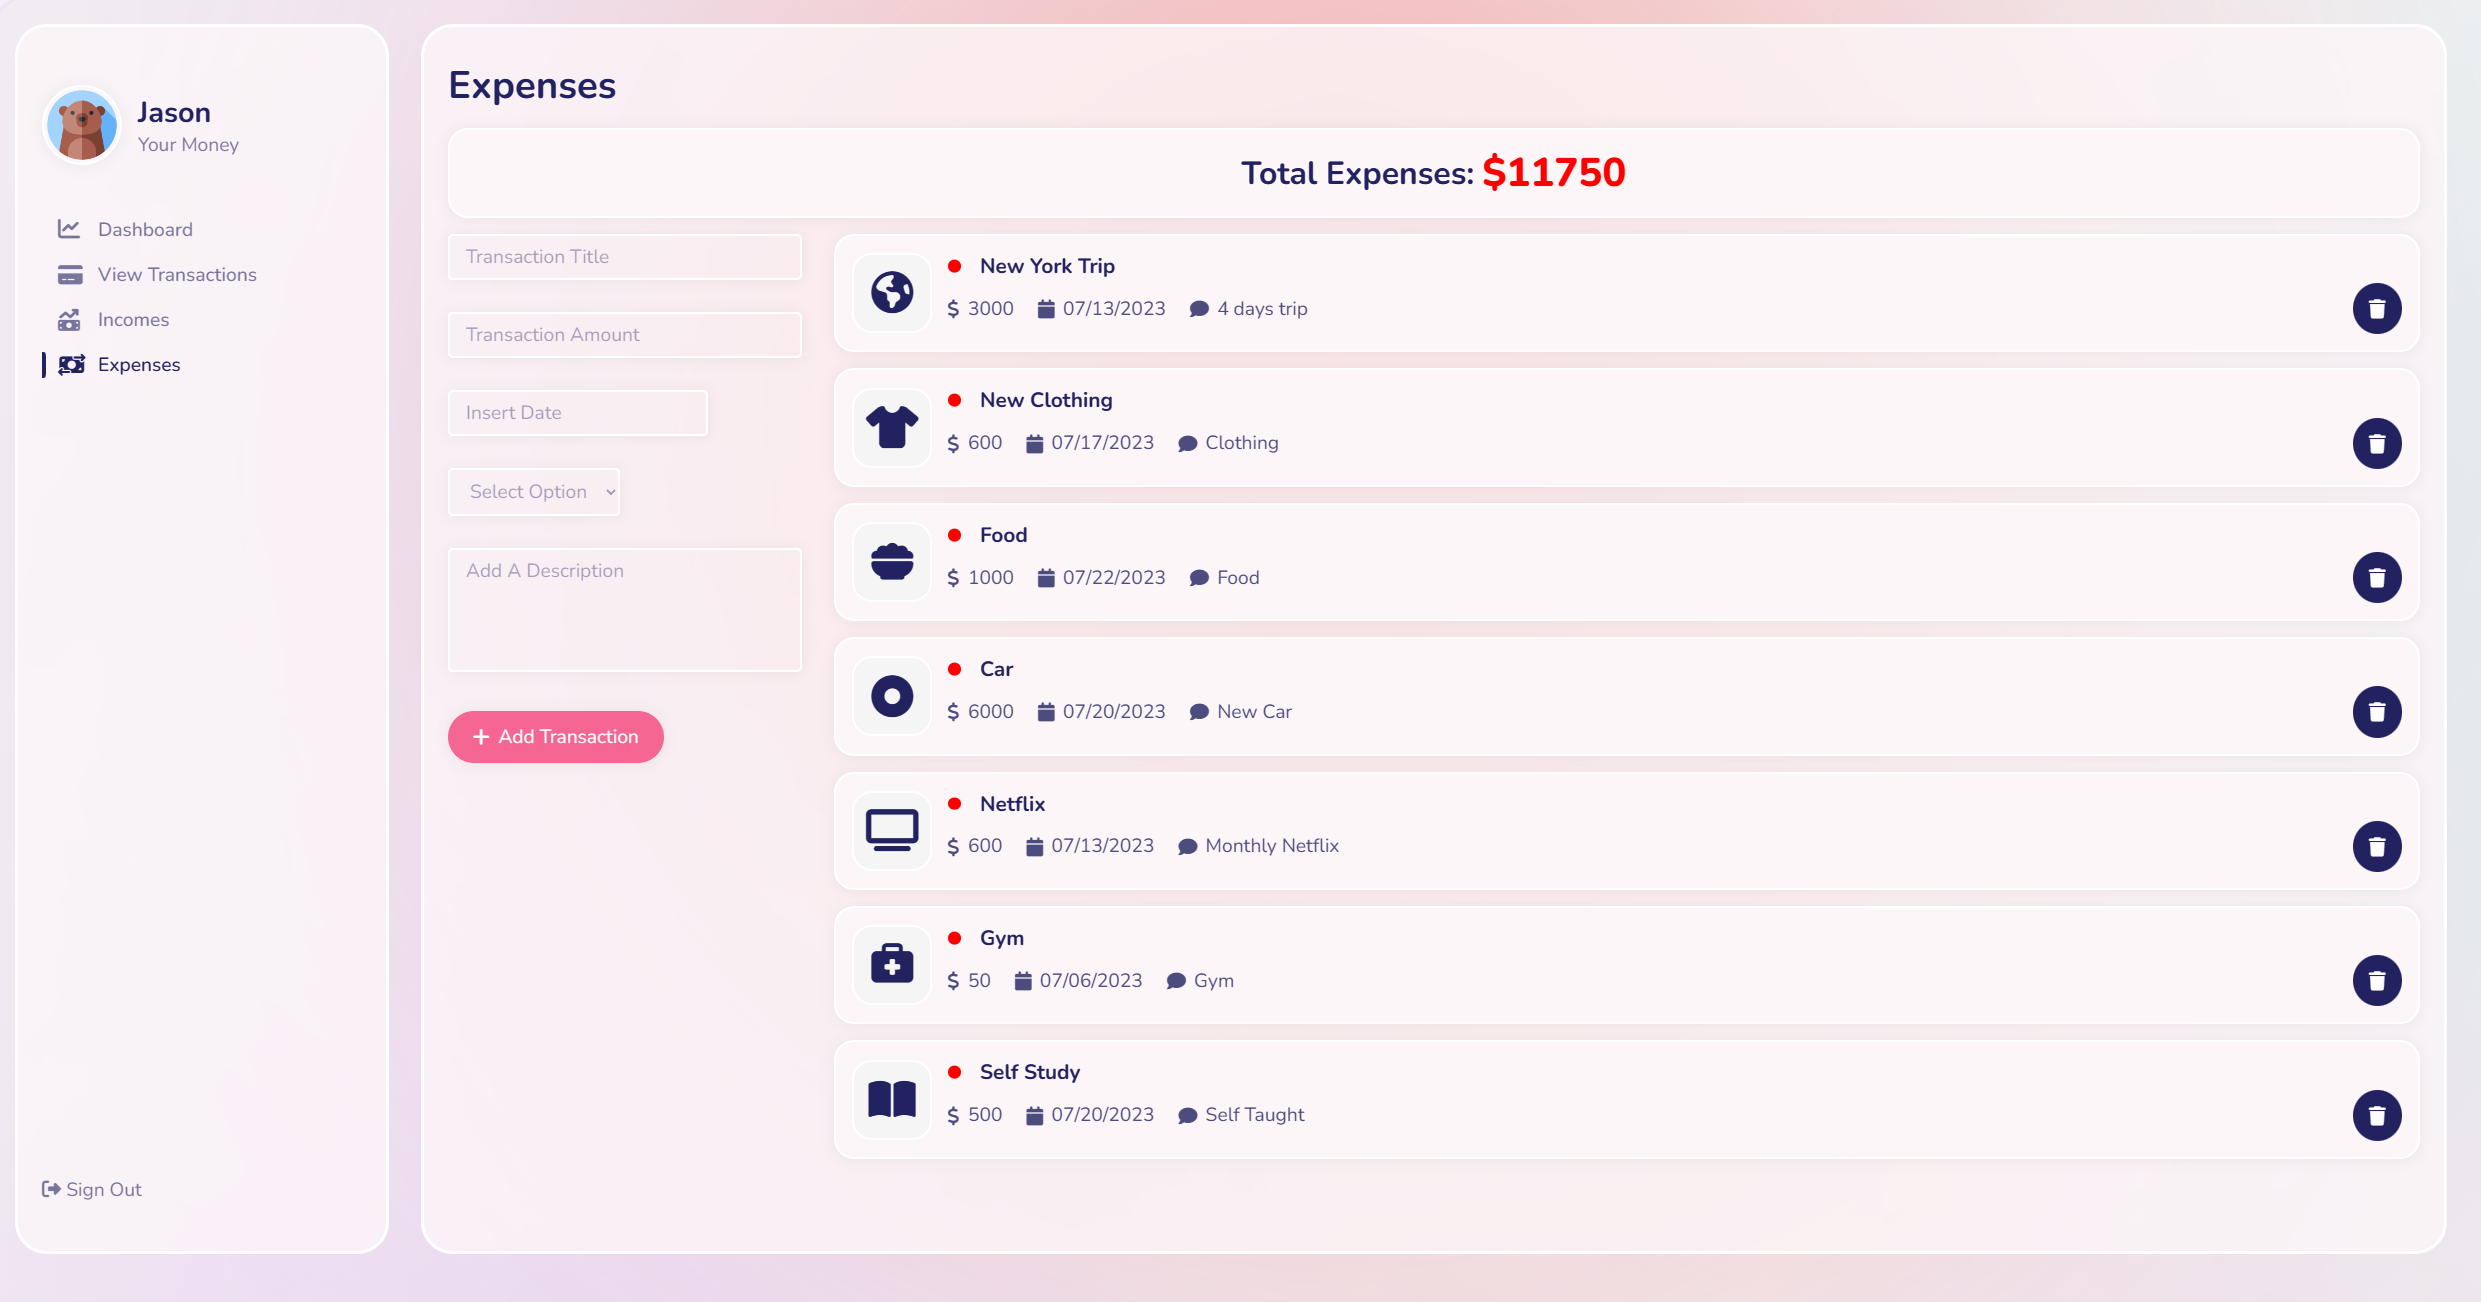 Jason
Your Money
Dashboard
View Transactions
Incomes
Expenses
Sign Out
Expenses
Total Expenses: $11750
Transaction Title
Transaction Amount
Insert Date
Select Option
Add A Description
+ Add Transaction
New York Trip
$ 3000 07/13/2023 4 days trip
New Clothing
$ 600 07/17/2023 Clothing
Food
$ 1000 07/22/2023 Food
Car
$ 6000 07/20/2023 New Car
Netflix
$ 600 07/13/2023 Monthly Netflix
Gym
$ 50 07/06/2023 Gym
Self Study
$ 500 07/20/2023 Self Taught